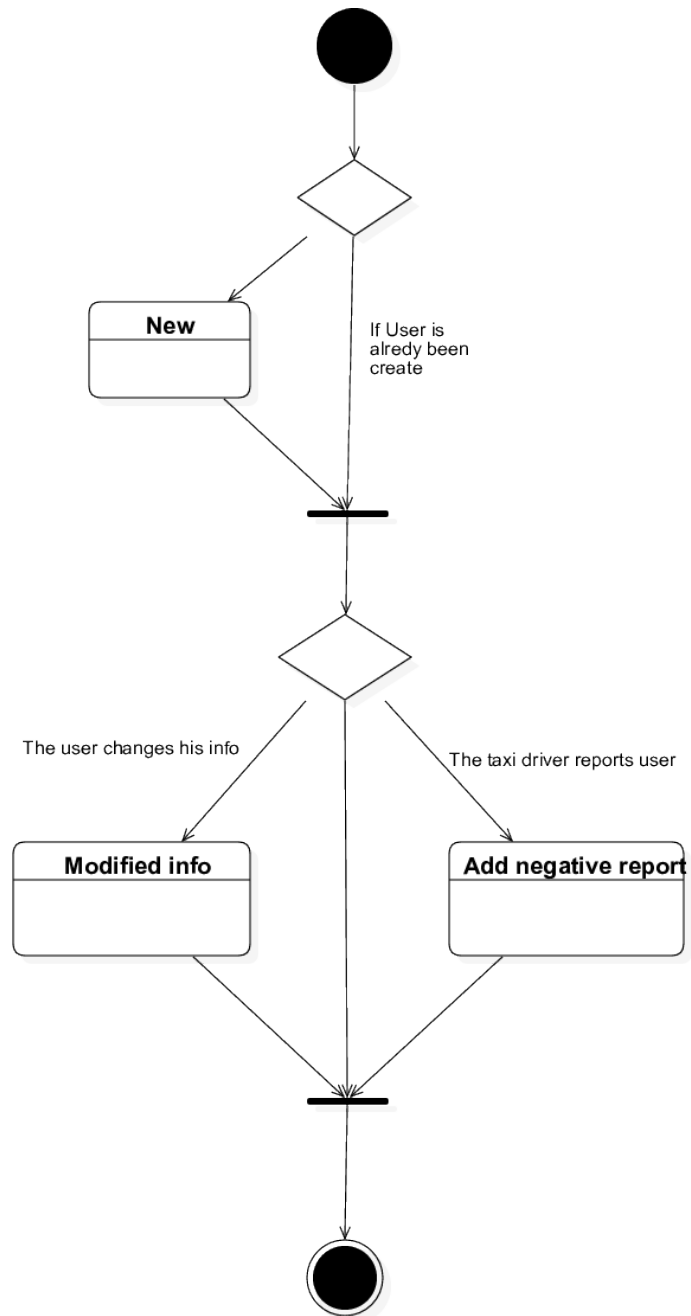 New
If User is
alredy been
create
The user changes his info
The taxi driver reports user
Modified info
Add negative report